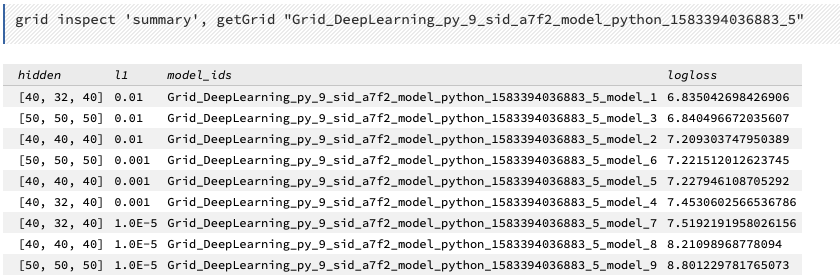 grid inspect 'summary', getGrid "Grid_DeepLearning_py_9_sid_a7f2_model_python_1583394036883_5"
hidden l1 model_ids logloss
[40, 32, 40] 0.01 Grid_DeepLearning_py_9_sid_a7f2_model_python_1583394036883_5_model_1 6.835042698426906
[50, 50, 50] 0.01 Grid_DeepLearning_py_9_sid_a7f2_model_python_1583394036883_5_model_3 6.840496672035607
[40, 40, 40] 0.01 Grid_DeepLearning_py_9_sid_a7f2_model_python_1583394036883_5_model_2 7.209303747950389
[50, 50, 50] 0.001 Grid_DeepLearning_py_9_sid_a7f2_model_python_1583394036883_5_model_6 7.221512012623745
[40, 40, 40] 0.001 Grid_DeepLearning_py_9_sid_a7f2_model_python_1583394036883_5_model_5 7.227946108705292
[40, 32, 40] 0.001 Grid_DeepLearning_py_9_sid_a7f2_model_python_1583394036883_5_model_4 7.4530602566536786
[40, 32, 40] 1.0E-5 Grid_DeepLearning_py_9_sid_a7f2_model_python_1583394036883_5_model_7 7.5192191958026156
[40, 40, 40] 1.0E-5 Grid_DeepLearning_py_9_sid_a7f2_model_python_1583394036883_5_model_8 8.21098968778094
[50, 50, 50] 1.0E-5 Grid_DeepLearning_py_9_sid_a7f2_model_python_1583394036883_5_model_9 8.801229781765073